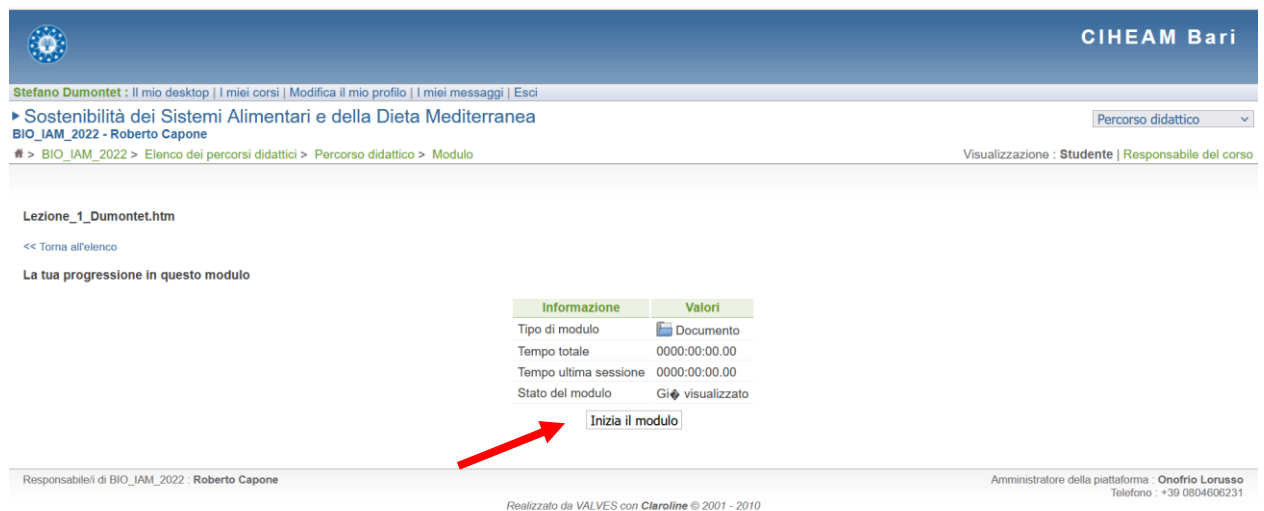 CIHEAM Bari
Stefano Dumontet : Il mio desktop | I miei corsi | Modifica il mio profilo | I miei messaggi | Esci
Sostenibilità dei Sistemi Alimentari e della Dieta Mediterranea
Percorso didattico
BIO_IAM_2022 - Roberto Capone
> BIO_IAM_2022 > Elenco dei percorsi didattici > Percorso didattico > Modulo
Visualizzazione : Studente | Responsabile del corso
Lezione_1_Dumontet.htm
<< Torna all'elenco
La tua progressione in questo modulo
Informazione Valori
Tipo di modulo Documento
Tempo totale 0000:00:00.00
Tempo ultima sessione 0000:00:00.00
Stato del modulo Gi� visualizzato
Inizia il modulo
Responsabile/i di BIO_IAM_2022 : Roberto Capone
Amministratore della piattaforma : Onofrio Lorusso
Telefono : +39 0804606231
Realizzato da VALVES con Claroline © 2001 - 2010